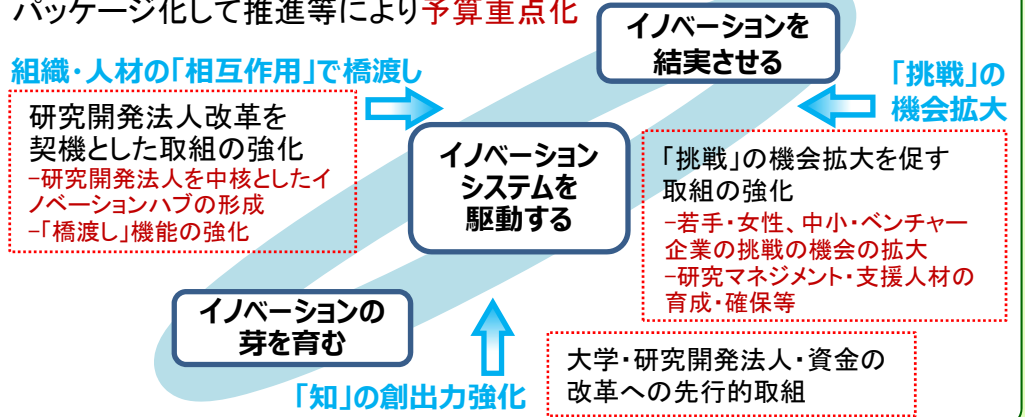 パッケージ化して推進等により予算重点化
イノベーションを
結実させる
組織・人材の「相互作用」で橋渡し
「挑戦」の
機会拡大
研究開発法人改革を
契機とした取組の強化
-研究開発法人を中核としたイ
ノベーションハブの形成
-「橋渡し」機能の強化
イノベーション
システムを
駆動する
「挑戦」の機会拡大を促す
取組の強化
-若手・女性、中小・ベンチャー
企業の挑戦の機会の拡大
-研究マネジメント・支援人材の
育成・確保等
イノベーションの
芽を育む
「知」の創出力強化
大学・研究開発法人・資金の
改革への先行的取組